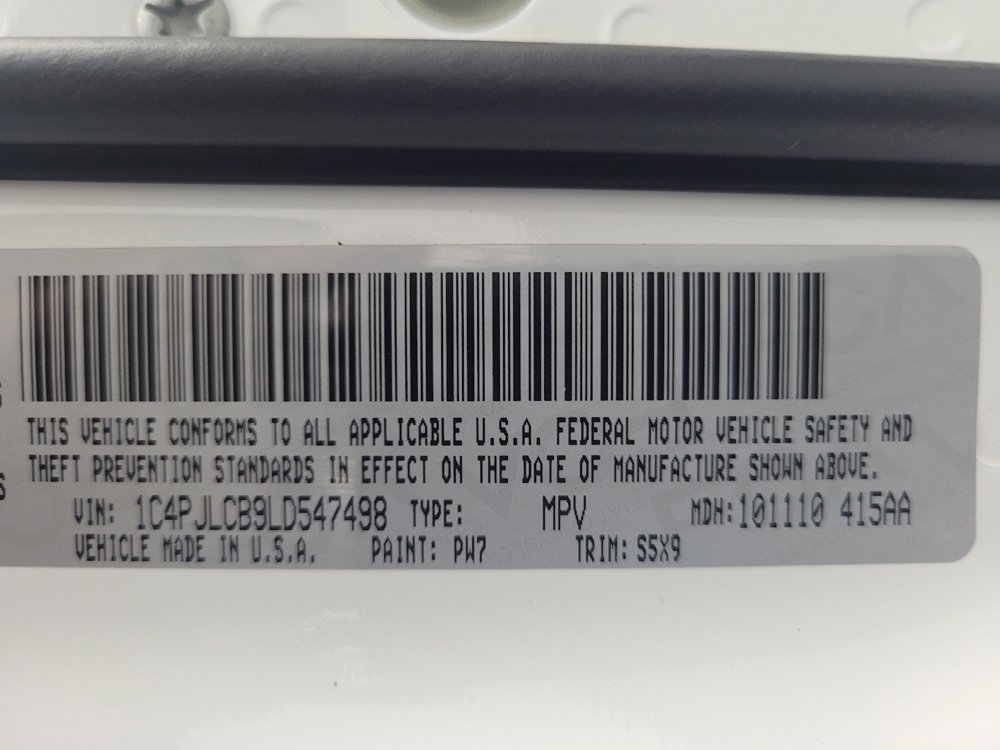 THIS VEHICLE CONFORMS TO ALL APPLICABLE U.S.A. FEDERAL MOTOR VEHICLE SAFETY AND
THEFT PREVENTION STANDARDS IN EFFECT ON THE DATE OF MANUFACTURE SHOWN ABOVE.
VIN: 1C4PJLCB9LD547498 TYPE: MPV MDH:101110 415AA
VEHICLE MADE IN U.S.A. PAINT: PW7 TRIM: S5X9